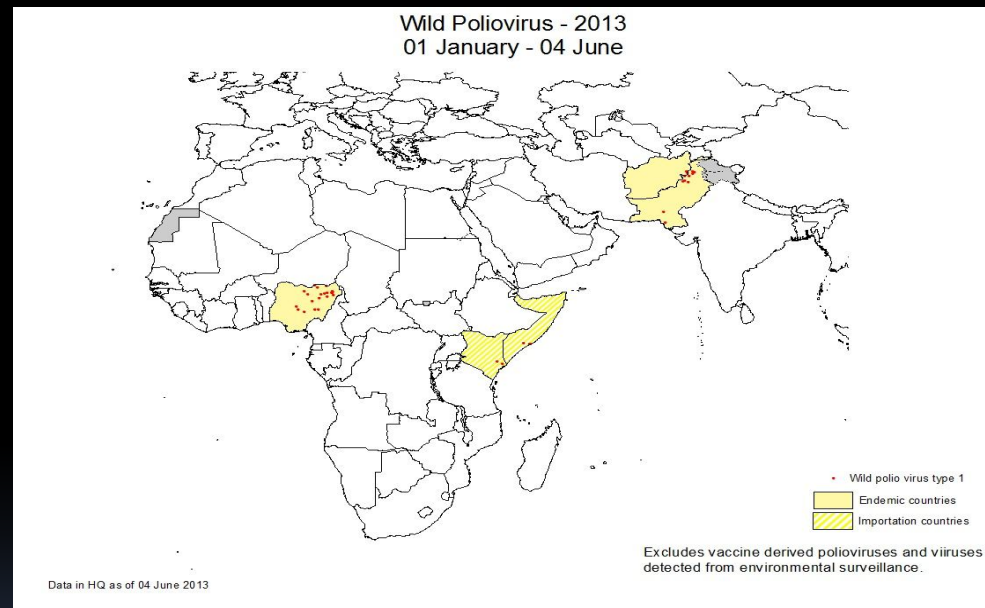 Wild Poliovirus - 2013
01 January - 04 June
Wild polio virus type 1
Endemic countries
Importation countries
Excludes vaccine derived polioviruses and viiruses
detected from environmental surveillance.
Data in HQ as of 04 June 2013